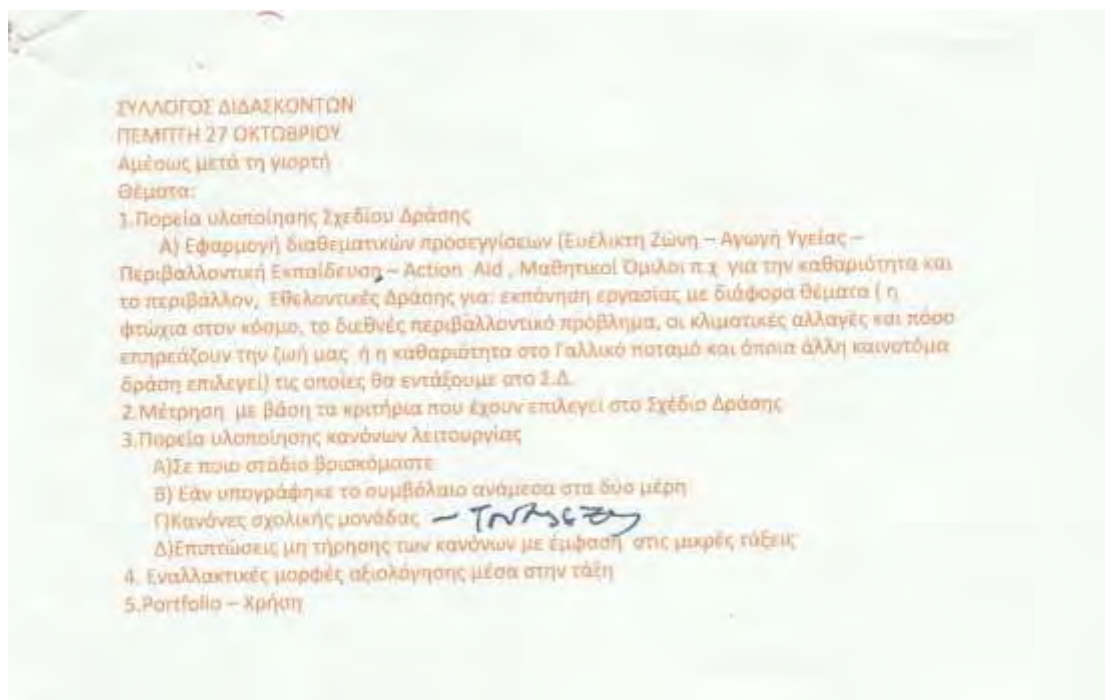 ΣΥΛΛΟΓΟΣ ΔΙΔΑΣΚΟΝΤΩΝ
ΠΕΜΠΤΗ 27 ΟΚΤΩΒΡΙΟΥ
Αμέσως μετά τη γιορτή
Θέματα:
1.Πορεία υλοποίησης Σχεδίου Δράσης
Α) Εφαρμογή διαθεματικών προσεγγίσεων (Ευέλικτη Ζώνη – Αγωγή Υγείας –
Περιβαλλοντική Εκπαίδευση – Action Aid , Μαθητικοί Όμιλοι π.χ για την καθαριότητα και
το περιβάλλον, Εθελοντικές Δράσης για: εκπόνηση εργασίας με διάφορα θέματα ( η
φτώχια στον κόσμο, το διεθνές περιβαλλοντικό πρόβλημα, οι κλιματικές αλλαγές και πόσο
επηρεάζουν την ζωή μας ή η καθαριότητα στο Γαλλικό ποταμό και όποια άλλη καινοτόμα
δράση επιλεγεί) τις οποίες θα εντάξουμε στο Σ.Δ.
2.Μέτρηση με βάση τα κριτήρια που έχουν επιλεγεί στο Σχέδιο Δράσης
3.Πορεία υλοποίησης κανόνων λειτουργίας
Α)Σε ποιο στάδιο βρισκόμαστε
Β) Εάν υπογράφηκε το συμβόλαιο ανάμεσα στα δύο μέρη
Γ)Κανόνες σχολικής μονάδας –
Δ)Επιπτώσεις μη τήρησης των κανόνων με έμφαση στις μικρές τάξεις
4. Εναλλακτικές μορφές αξιολόγησης μέσα στην τάξη
5.Portfolio – Χρήση